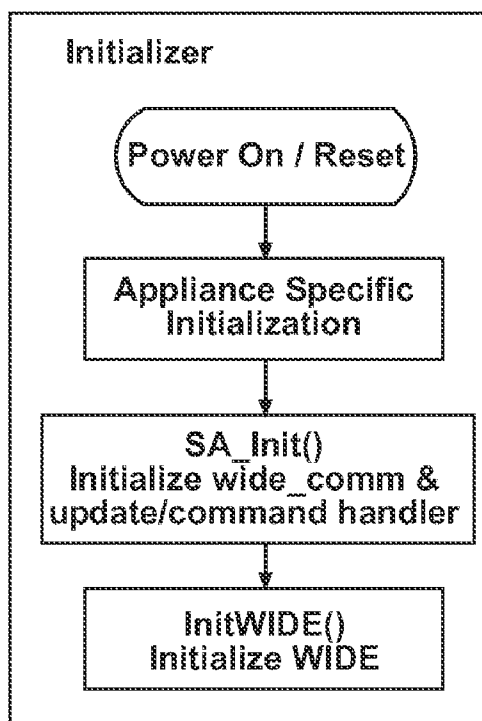 Initializer
Power On / Reset
Appliance Specific
Initialization
SA_Init()
Initialize wide_comm &
update/command handler
InitWIDE()
Initialize WIDE